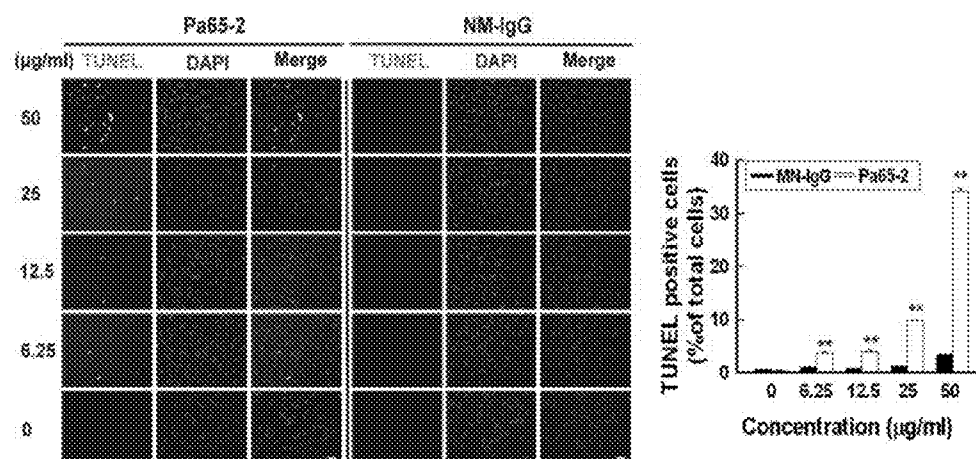 Pa65-2 NM-IgG
(µg/ml) TUNEL DAPI Merge TUNEL DAPI Merge
50
25
12.5
6.25
0
MN-IgG Pa65-2
TUNEL positive cells
(%of total cells)
40
30
20
10
0
** ** ** **
0 6.25 12.5 25 50
Concentration (µg/ml)